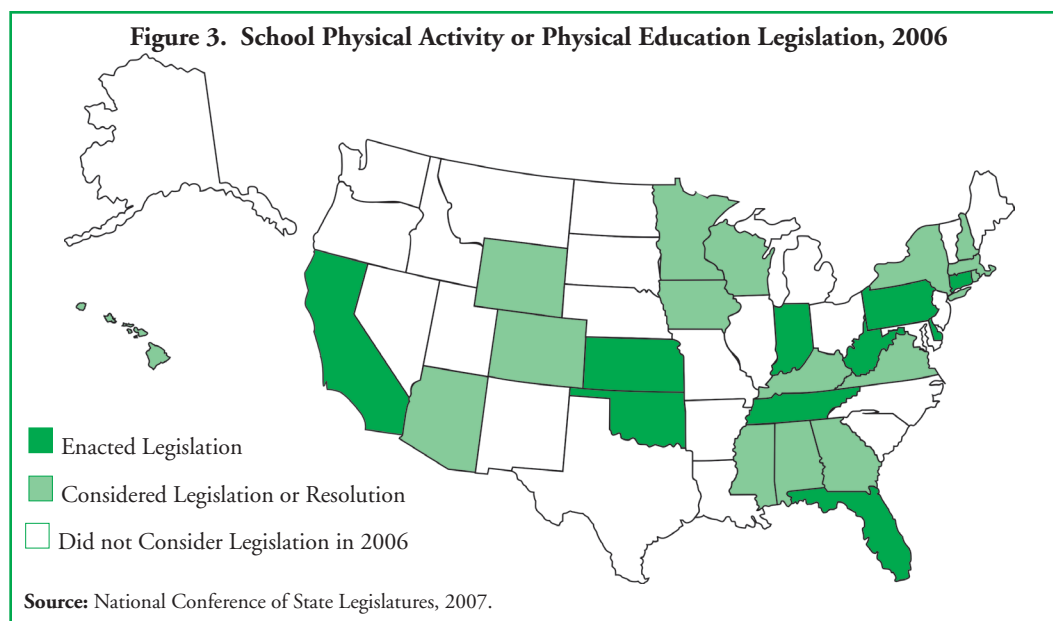 Figure 3. School Physical Activity or Physical Education Legislation, 2006
Enacted Legislation
Considered Legislation or Resolution
Did not Consider Legislation in 2006
Source: National Conference of State Legislatures, 2007.